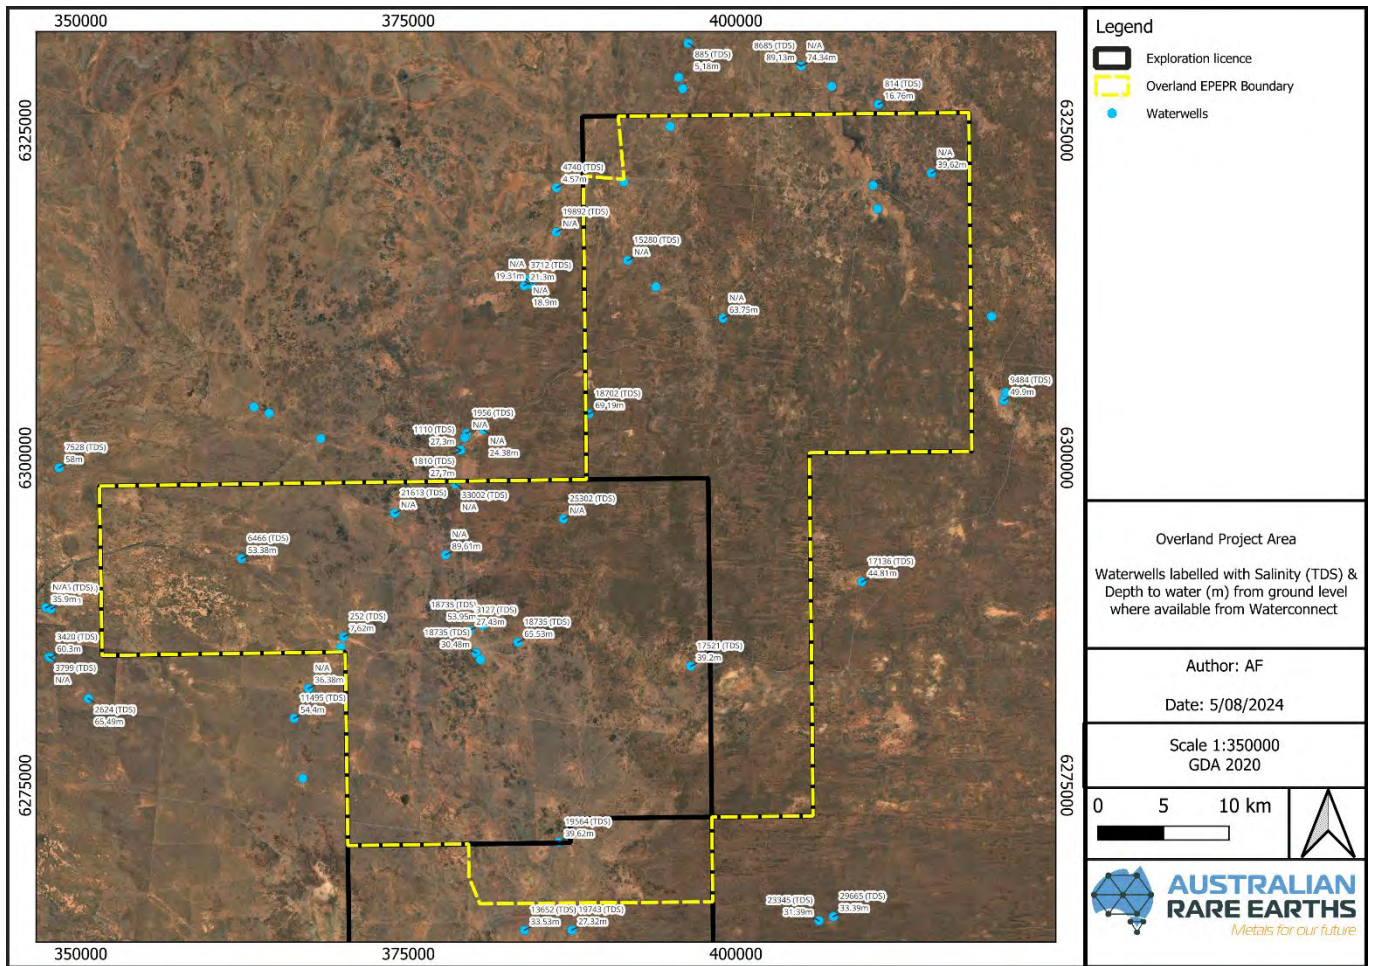 350000
375000
400000
6325000
6300000
6275000
885 (TDS)
5,18m
8685 (TDS)
89,13m
N/A
74.34m
814 (TDS)
16.76m
N/A
39,62m
4740 (TDS)
4.57m
19892 (TDS)
N/A
15280 (TDS)
N/A
N/A
19.31m
3712 (TDS)
21.3m
N/A
18,9m
N/A
63.75m
18702 (TDS)
69,19m
9484 (TDS)
49.9m
1956 (TDS)
N/A
1110 (TDS)
27,3m
N/A
24.38m
1810 (TDS)
27.7m
7528 (TDS)
58m
21613 (TDS)
N/A
33002 (TDS)
N/A
25302 (TDS)
N/A
N/A
89,61m
6466 (TDS)
53.38m
17136 (TDS)
44.81m
35.9m
252 (TDS)
7,62m
18735
53.95m
3127 (TDS)
27,43m
18735 (TDS)
30.48m
18735 (TDS)
65.53m
3420 (TDS)
60.3m
3799 (TDS)
N/A
17521 (TDS)
39.2m
N/A
36.38m
11495 (TDS)
54.4m
2624 (TDS)
65,49m
19564 (TDS)
39,62m
13652 (TDS)
33.53m
19743 (TDS)
27,32m
23345 (TDS)
31:39m
29665 (TDS)
33.39m
6325000
6300000
6275000
350000
375000
400000
Legend
Exploration licence
Overland EPEPR Boundary
Waterwells
Overland Project Area
Waterwells labelled with Salinity (TDS) &
Depth to water (m) from ground level
where available from Waterconnect
Author: AF
Date: 5/08/2024
Scale 1:350000
GDA 2020
0 5 10 km
AUSTRALIAN
RARE EARTHS
Metals for our future